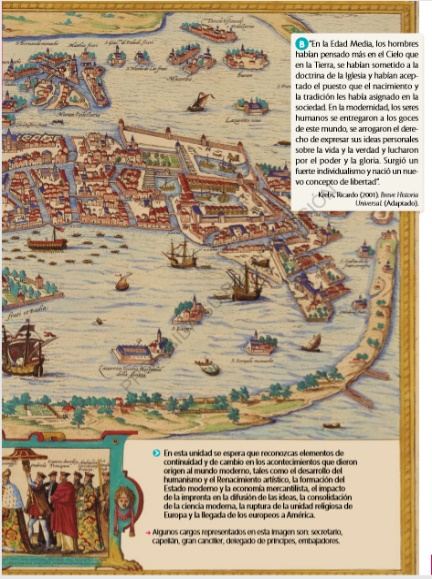 B "En la Edad Media, los hombres
habían pensado más en el Cielo que
en la Tierra, se habían sometido a la
doctrina de la Iglesia y habían acep-
tado el puesto que el nacimiento y
la tradición les había asignado en la
sociedad. En la modernidad, los seres
humanos se entregaron a los goces
de este mundo, se arrogaron el dere-
cho de expresar sus ideas personales
sobre la vida y la verdad y lucharon
por el poder y la gloria. Surgió un
fuerte individualismo y nació un nue-
vo concepto de libertad".
Krebs, Ricardo (2001). Breve Historia
Universal. (Adaptado).
En esta unidad se espera que reconozcas elementos de
continuidad y de cambio en los acontecimientos que dieron
origen al mundo moderno, tales como el desarrollo del
humanismo y el Renacimiento artístico, la formación del
Estado moderno y la economía mercantilista, el impacto
de la imprenta en la difusión de las ideas, la consolidación
de la ciencia moderna, la ruptura de la unidad religiosa de
Europa y la llegada de los europeos a América.
Algunos cargos representados en esta imagen son: secretario,
capellán, gran canciller, delegado de príncipes, embajadores.